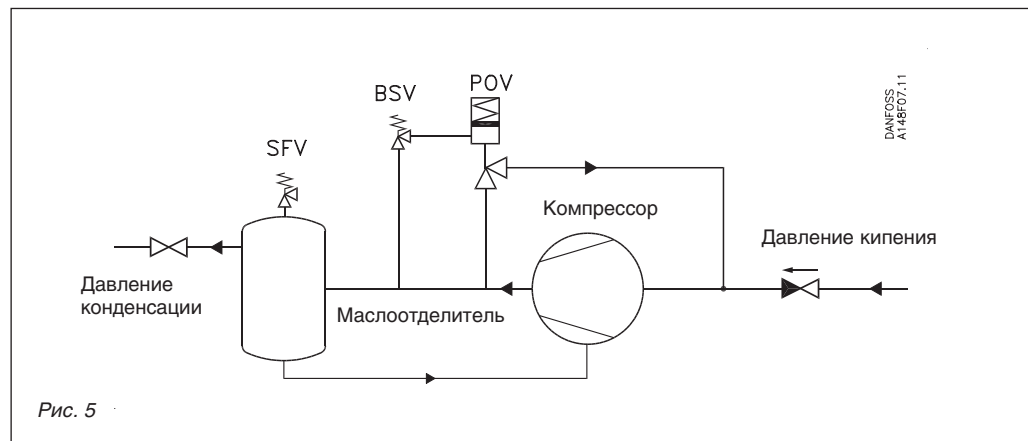 POV
BSV
SFV
DANFOSS
A148F07.11
Компрессор
Давление кипения
Давление
конденсации
Маслоотделитель
Рис. 5